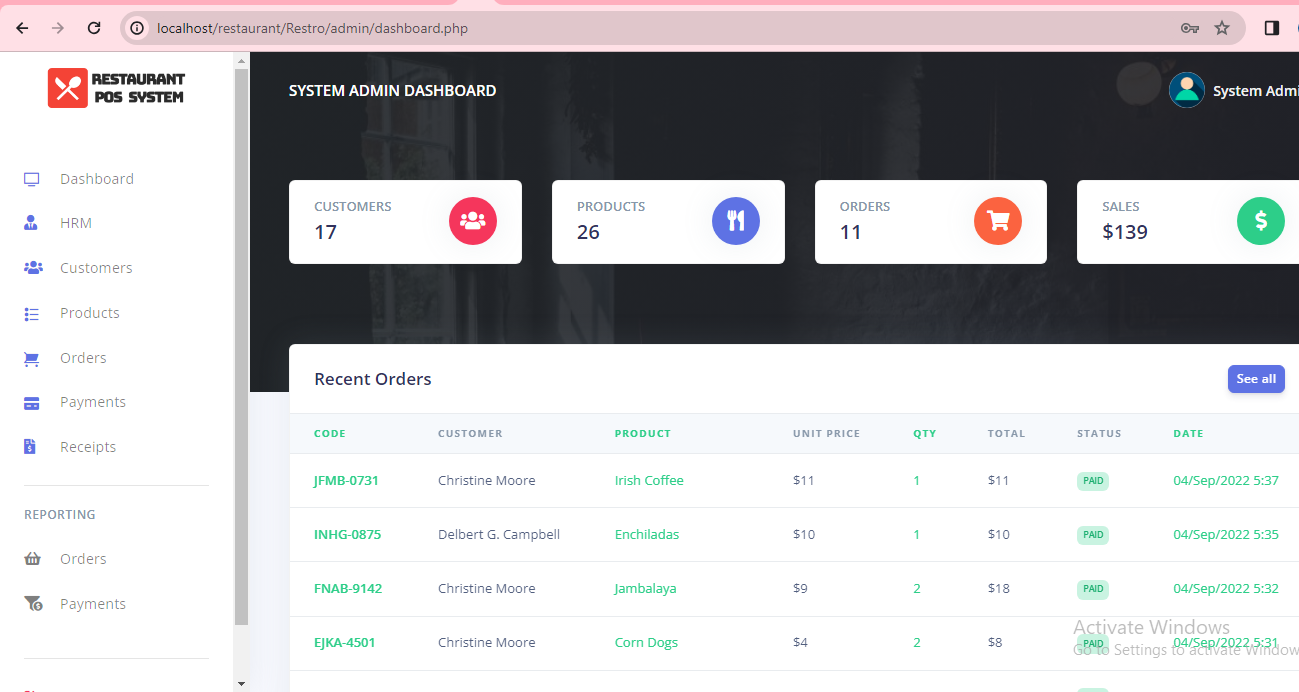 localhost/restaurant/Restro/admin/dashboard.php
RESTAURANT
POS SYSTEM
SYSTEM ADMIN DASHBOARD
System Admi
Dashboard
HRM
Customers
Products
Orders
Payments
Receipts
REPORTING
Orders
Payments
CUSTOMERS
17
PRODUCTS
26
ORDERS
11
SALES
$139
Recent Orders
See all
CODE CUSTOMER PRODUCT UNIT PRICE QTY TOTAL STATUS DATE
JFMB-0731 Christine Moore Irish Coffee $11 1 $11 PAID 04/Sep/2022 5:37
INHG-0875 Delbert G. Campbell Enchiladas $10 1 $10 PAID 04/Sep/2022 5:35
FNAB-9142 Christine Moore Jambalaya $9 2 $18 PAID 04/Sep/2022 5:32
EJKA-4501 Christine Moore Corn Dogs $4 2 $8 PAID 04/Sep/2022 5:31
Activate Windows
Go to Settings to activate Window